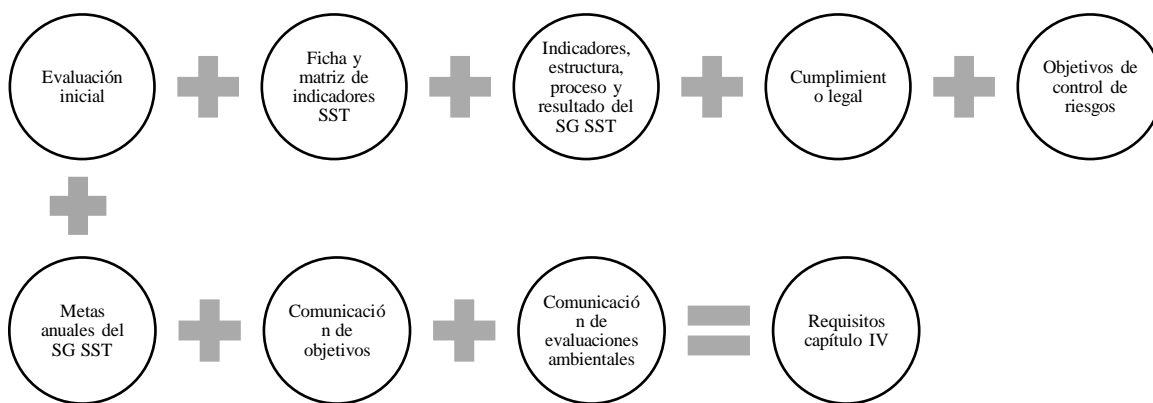 Evaluación
inicial
Ficha y
matriz de
indicadores
SST
Indicadores,
estructura,
proceso y
resultado del
SG SST
Cumplimient
o legal
Objetivos de
control de
riesgos
Metas
anuales del
SG SST
Comunicació
n de
objetivos
Comunicació
n de
evaluaciones
ambientales
Requisitos
capítulo IV